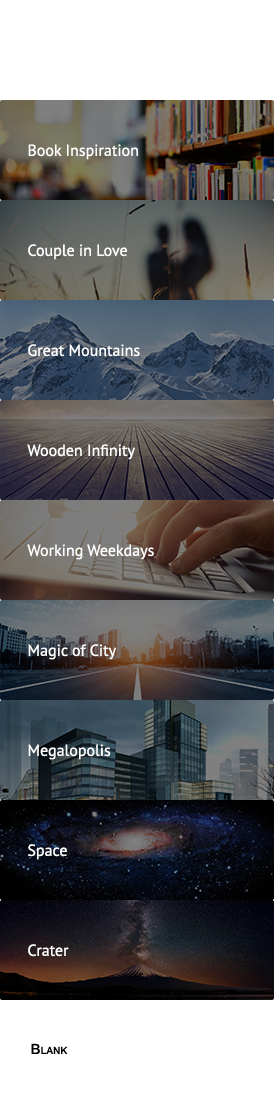 Book Inspiration
Couple in Love
Great Mountains
Wooden Infinity
Working Weekdays
Magic of City
Megalopolis
Space
Crater
Blank